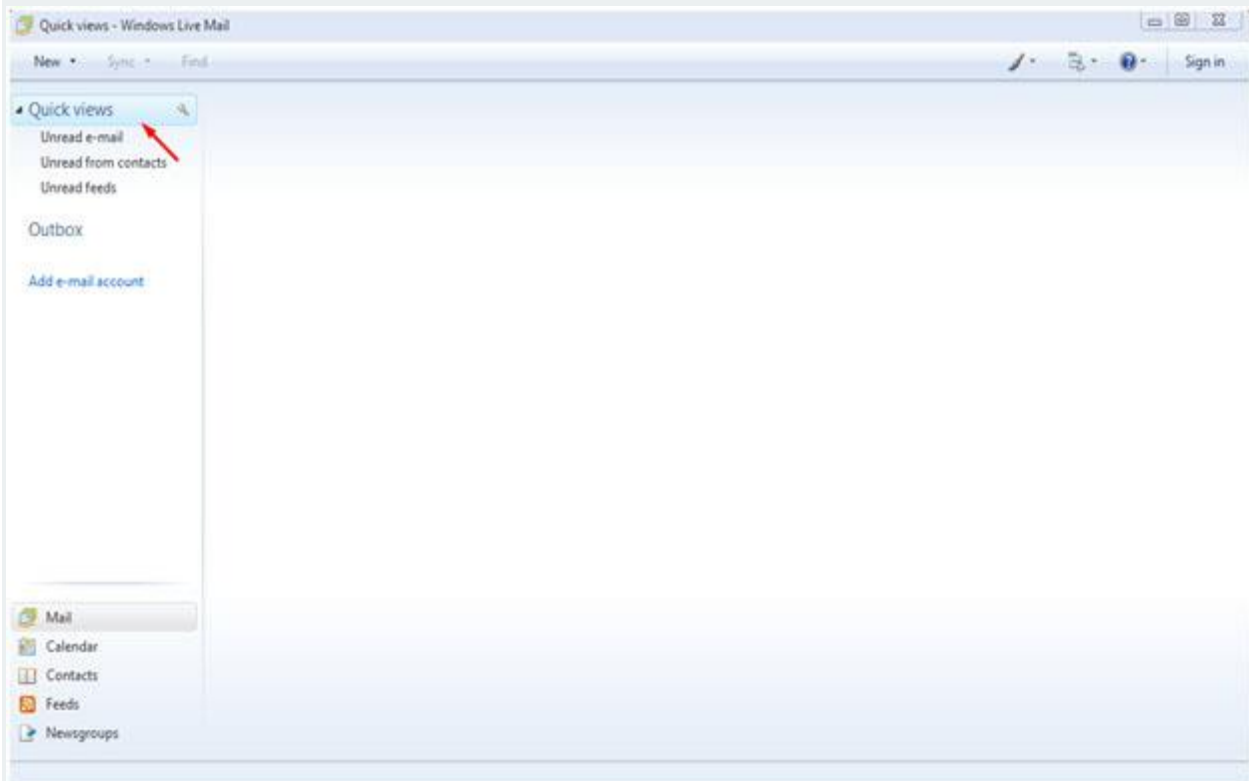 Quick views - Windows Live Mail
New Sync Find Sign in
Quick views
Unread e-mail
Unread from contacts
Unread feeds
Outbox
Add e-mail account
Mail
Calendar
Contacts
Feeds
Newsgroups